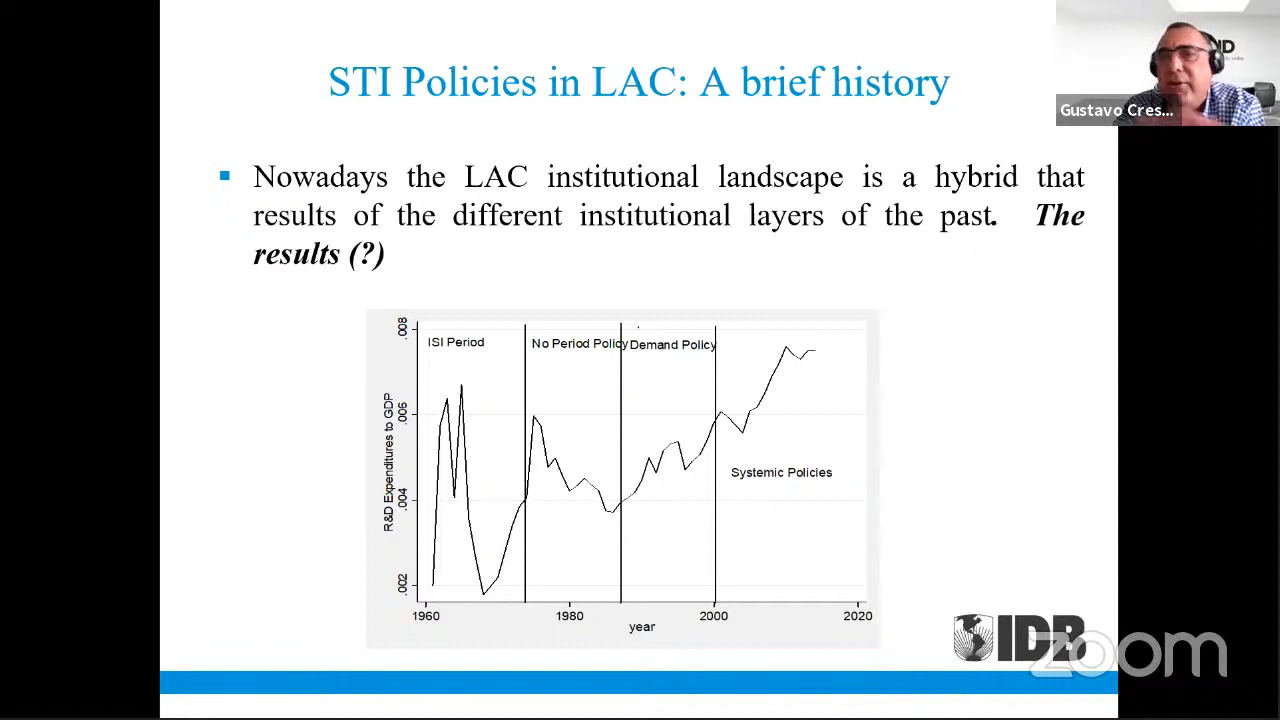 STI Policies in LAC: A brief history
Gustavo Cres...
Nowadays the LAC institutional landscape is a hybrid that
results of the different institutional layers of the past. The
results (?)
ISI Period
No Period Policy
Demand Policy
Systemic Policies
R&D Expenditures to GDP
.008
.006
.004
.002
1960
1980
2000
2020
year
IDB
zoom